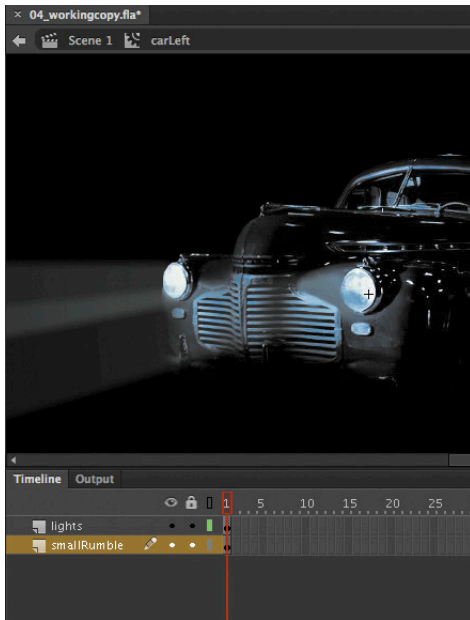 × 04_workingcopy.fla*
Scene 1 carLeft
Timeline Output
1 5 10 15 20 25
lights
smallRumble